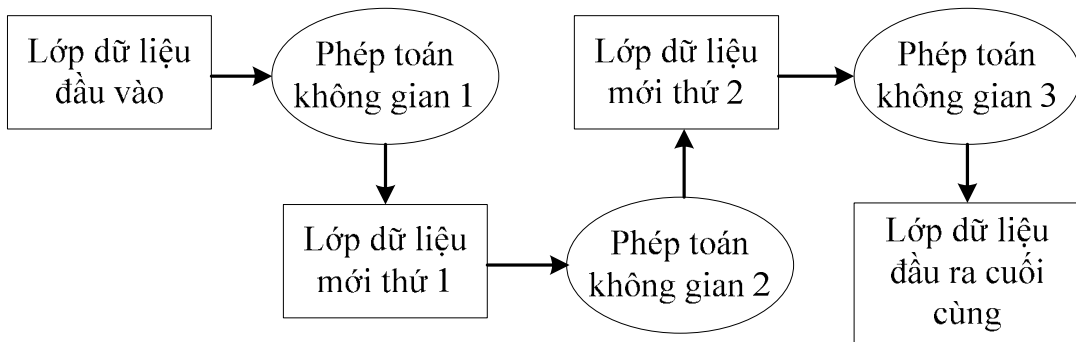 Lớp dữ liệu
đầu vào
Phép toán
không gian 1
Lớp dữ liệu
mới thứ 1
Phép toán
không gian 2
Lớp dữ liệu
mới thứ 2
Phép toán
không gian 3
Lớp dữ liệu
đầu ra cuối
cùng